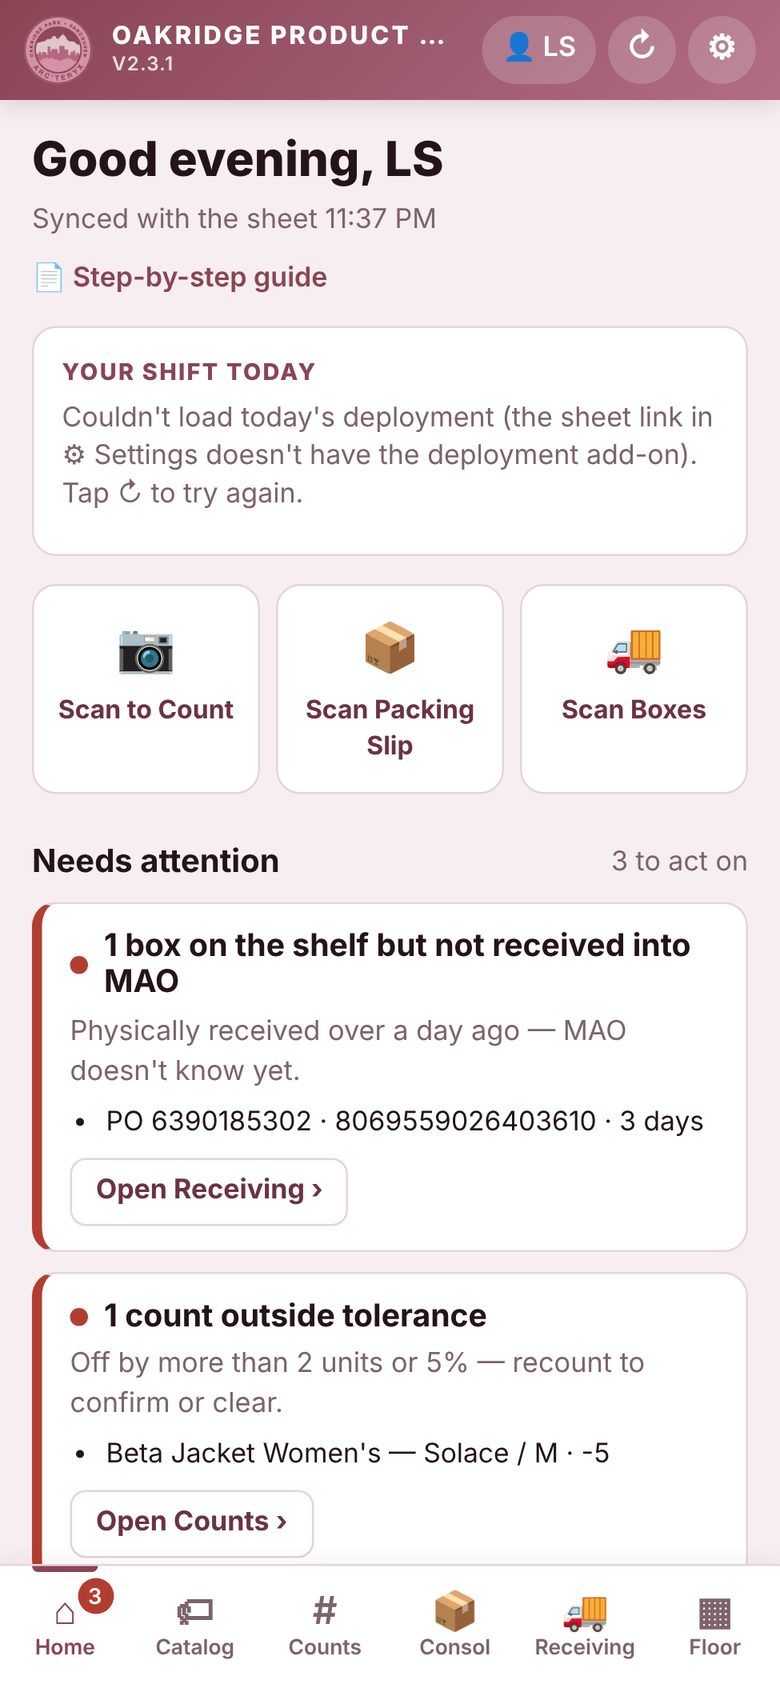 OAKRIDGE PRODUCT ...
V2.3.1
LS
OAKRIDGE PARK · VANCOUVER
ARC'TERYX
Good evening, LS
Synced with the sheet 11:37 PM
Step-by-step guide
YOUR SHIFT TODAY
Couldn't load today's deployment (the sheet link in
⚙ Settings doesn't have the deployment add-on).
Tap ↻ to try again.
Scan to Count
Scan Packing
Slip
Scan Boxes
Needs attention
3 to act on
1 box on the shelf but not received into
MAO
Physically received over a day ago — MAO
doesn't know yet.
• PO 6390185302 · 8069559026403610 · 3 days
Open Receiving ›
1 count outside tolerance
Off by more than 2 units or 5% — recount to
confirm or clear.
• Beta Jacket Women's — Solace / M · -5
Open Counts ›
3
Home
Catalog
#
Counts
Consol
Receiving
Floor